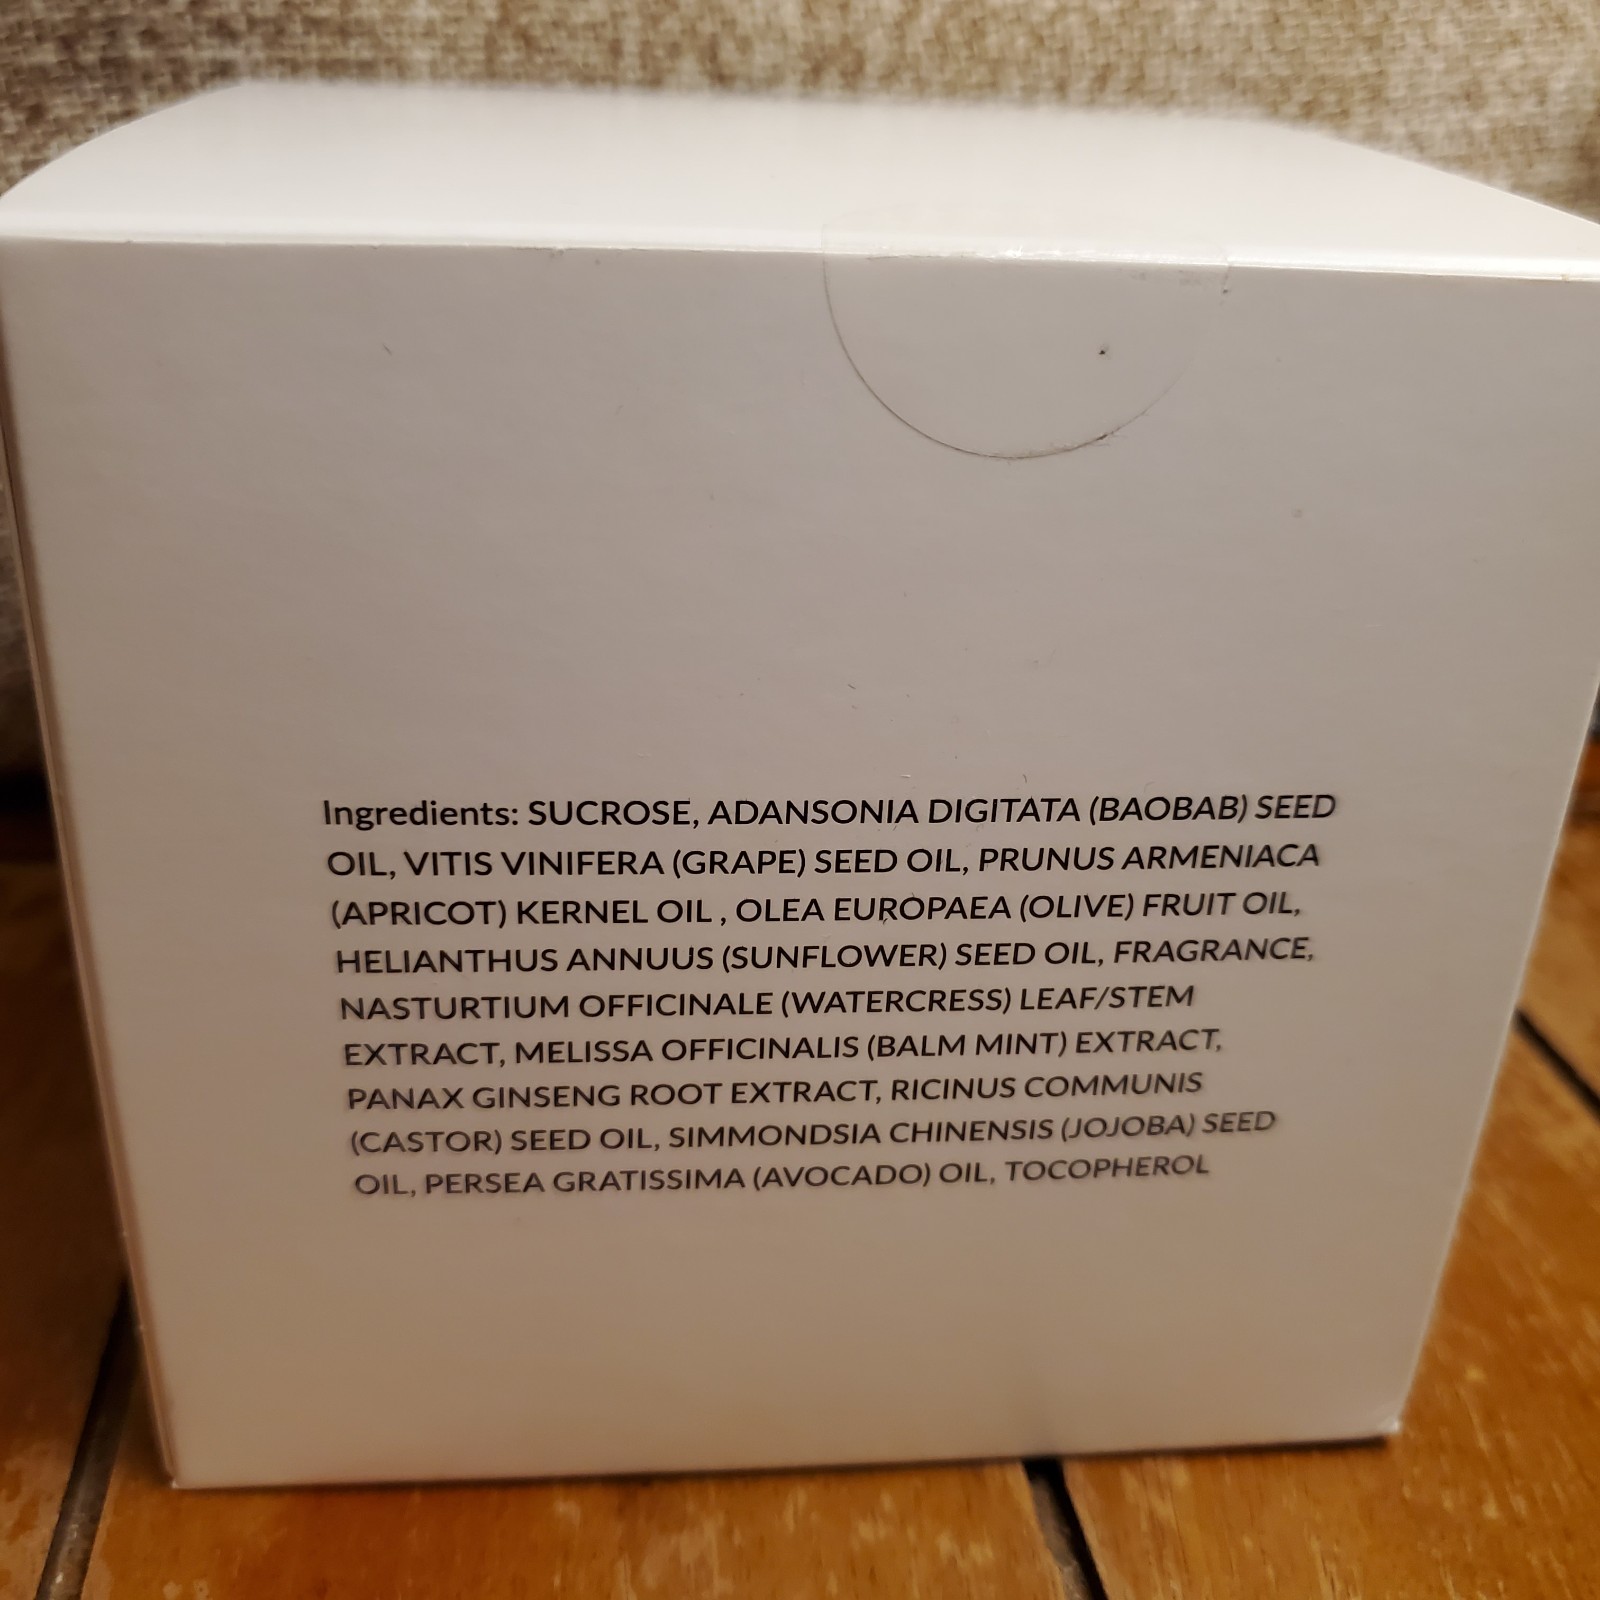 Ingredients: SUCROSE, ADANSONIA DIGITATA (BAOBAB) SEED
OIL, VITIS VINIFERA (GRAPE) SEED OIL, PRUNUS ARMENIACA
(APRICOT) KERNEL OIL , OLEA EUROPAEA (OLIVE) FRUIT OIL,
HELIANTHUS ANNUUS (SUNFLOWER) SEED OIL, FRAGRANCE,
NASTURTIUM OFFICINALE (WATERCRESS) LEAF/STEM
EXTRACT, MELISSA OFFICINALIS (BALM MINT) EXTRACT,
PANAX GINSENG ROOT EXTRACT, RICINUS COMMUNIS
(CASTOR) SEED OIL, SIMMONDSIA CHINENSIS (JOJOBA) SEED
OIL, PERSEA GRATISSIMA (AVOCADO) OIL, TOCOPHEROL